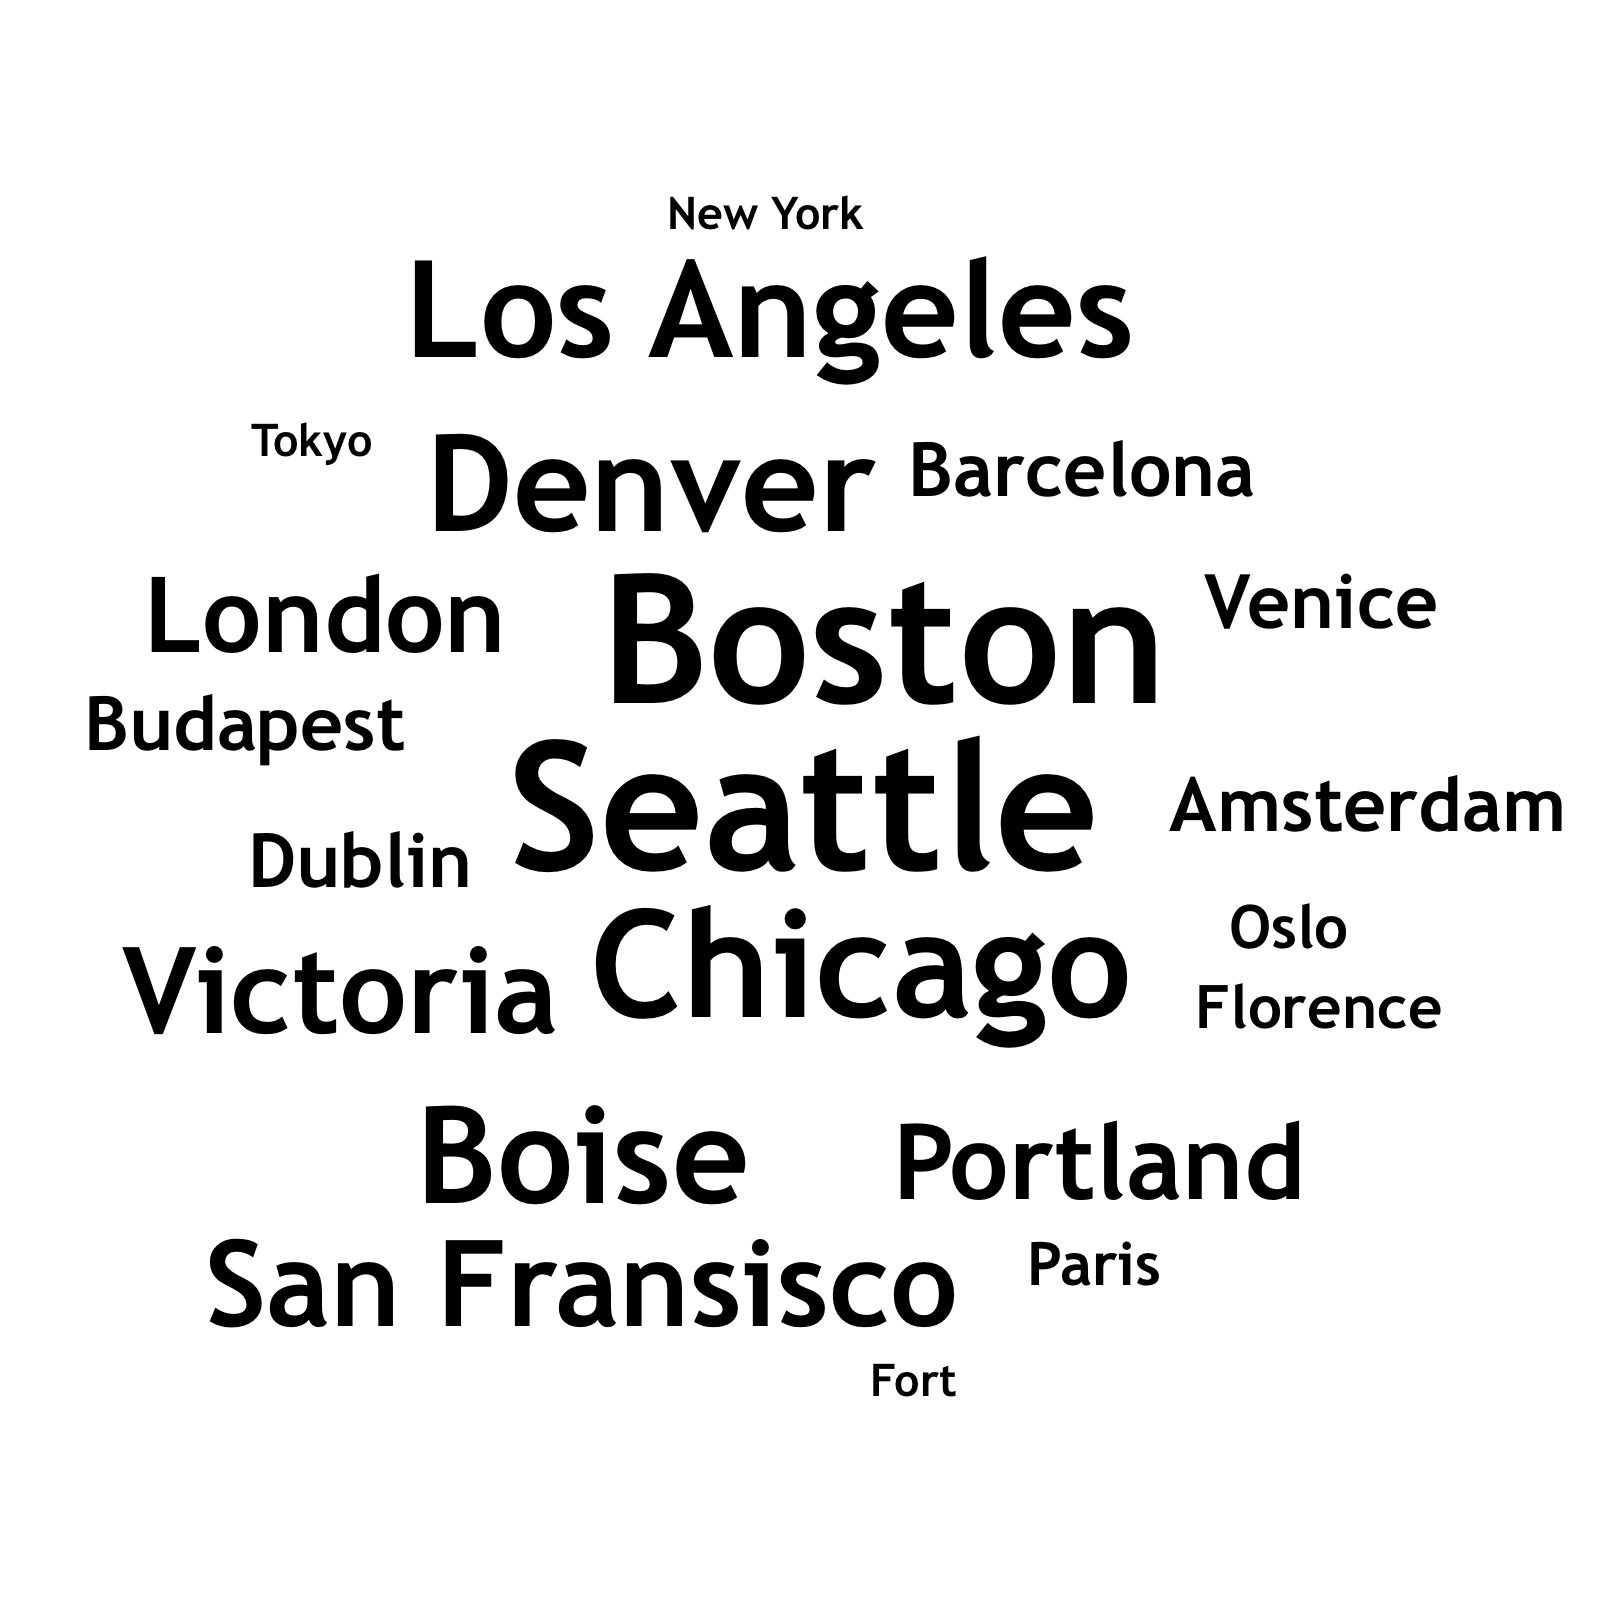 New York
Los Angeles
Tokyo
Denver
Barcelona
London
Boston
Venice
Budapest
Seattle
Amsterdam
Dublin
Chicago
Oslo
Victoria
Florence
Boise
Portland
San Fransisco
Paris
Fort